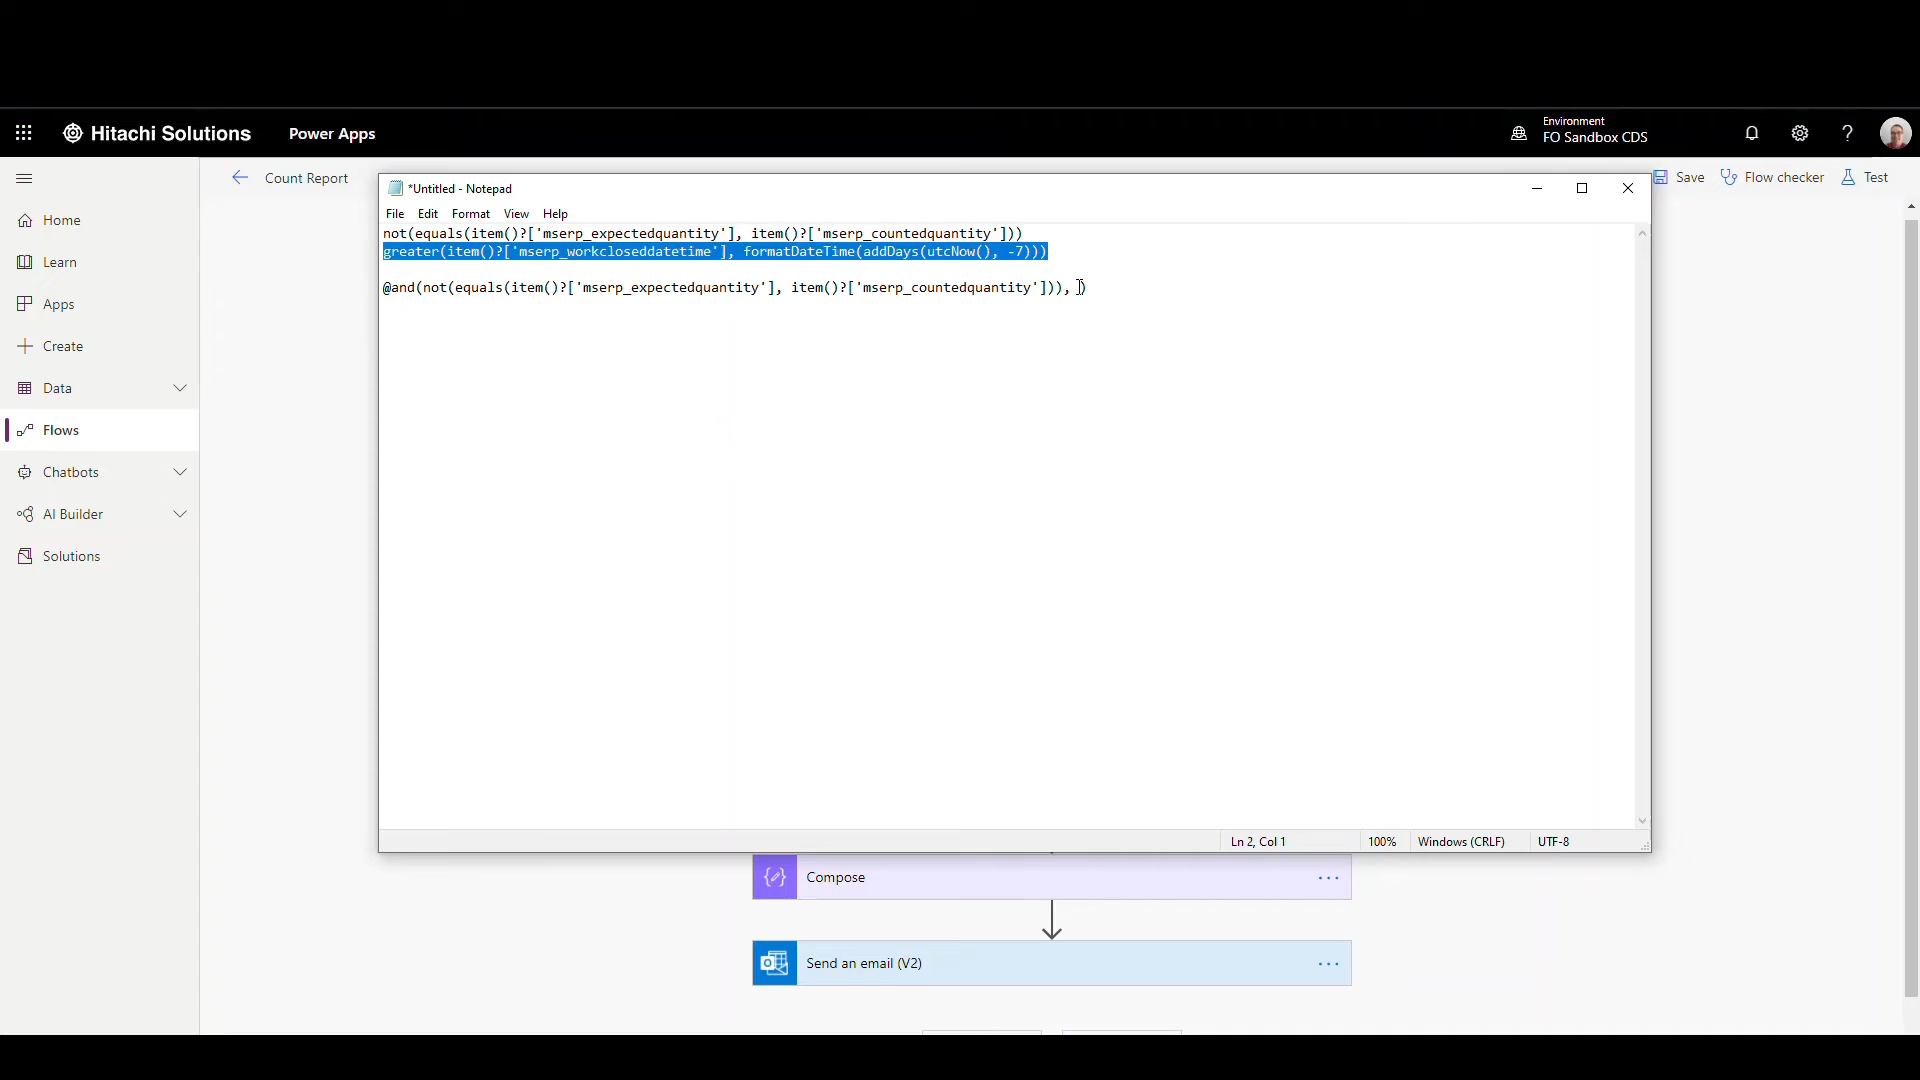 Hitachi Solutions
Power Apps
Environment
FO Sandbox CDS
?
Count Report
Save
Flow checker
Test
Home
Learn
Apps
Create
Data
Flows
Chatbots
AI Builder
Solutions
*Untitled - Notepad
File Edit Format View Help
not(equals(item()?['mserp_expectedquantity'], item()?['mserp_countedquantity']))
greater(item()?['mserp_workcloseddatetime'], formatDateTime(addDays(utcNow(), -7)))
@and(not(equals(item()?['mserp_expectedquantity'], item()?['mserp_countedquantity'])), )
Ln 2, Col 1
100%
Windows (CRLF)
UTF-8
Compose
Send an email (V2)